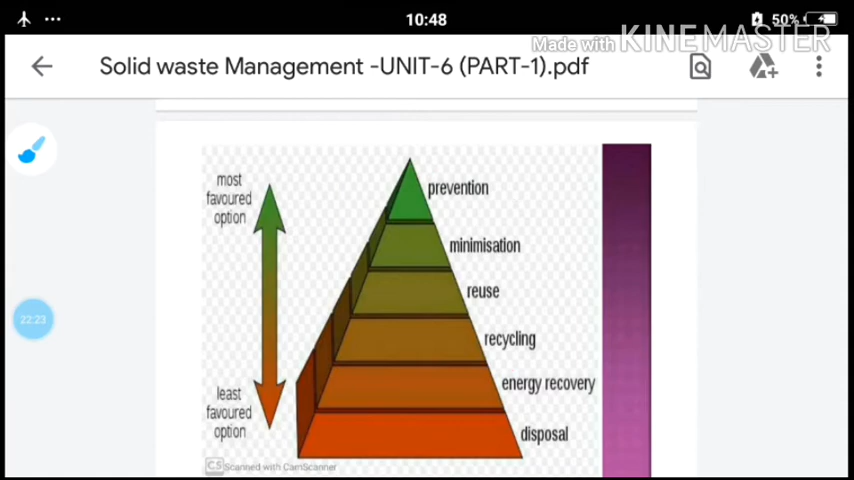 10:48
50%
Made with KINEMASTER
Solid waste Management -UNIT-6 (PART-1).pdf
most
favoured
option
prevention
minimisation
reuse
22:23
recycling
energy recovery
least
favoured
option
disposal
CS Scanned with CamScanner